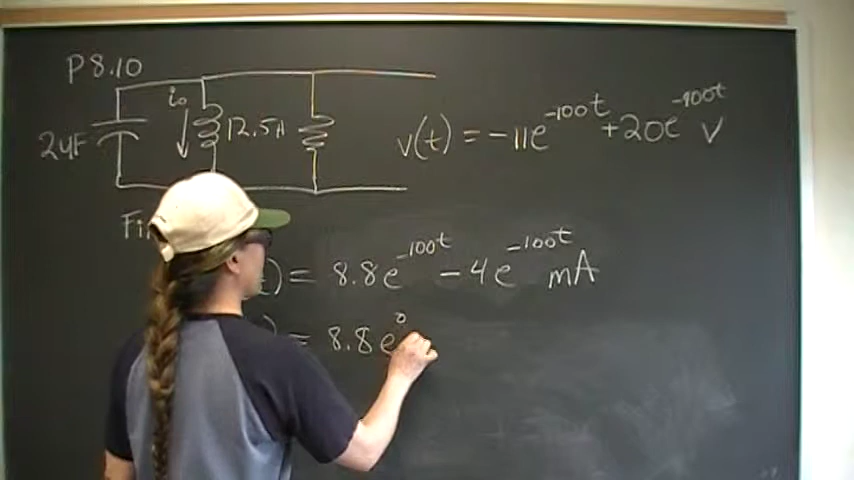 P8.10
i₀
2μF
12.5H
v(t) = -11e^-100t +20e^-100t V
Fi
) = 8.8e^-100t - 4e^-100t mA
) = 8.8e^0